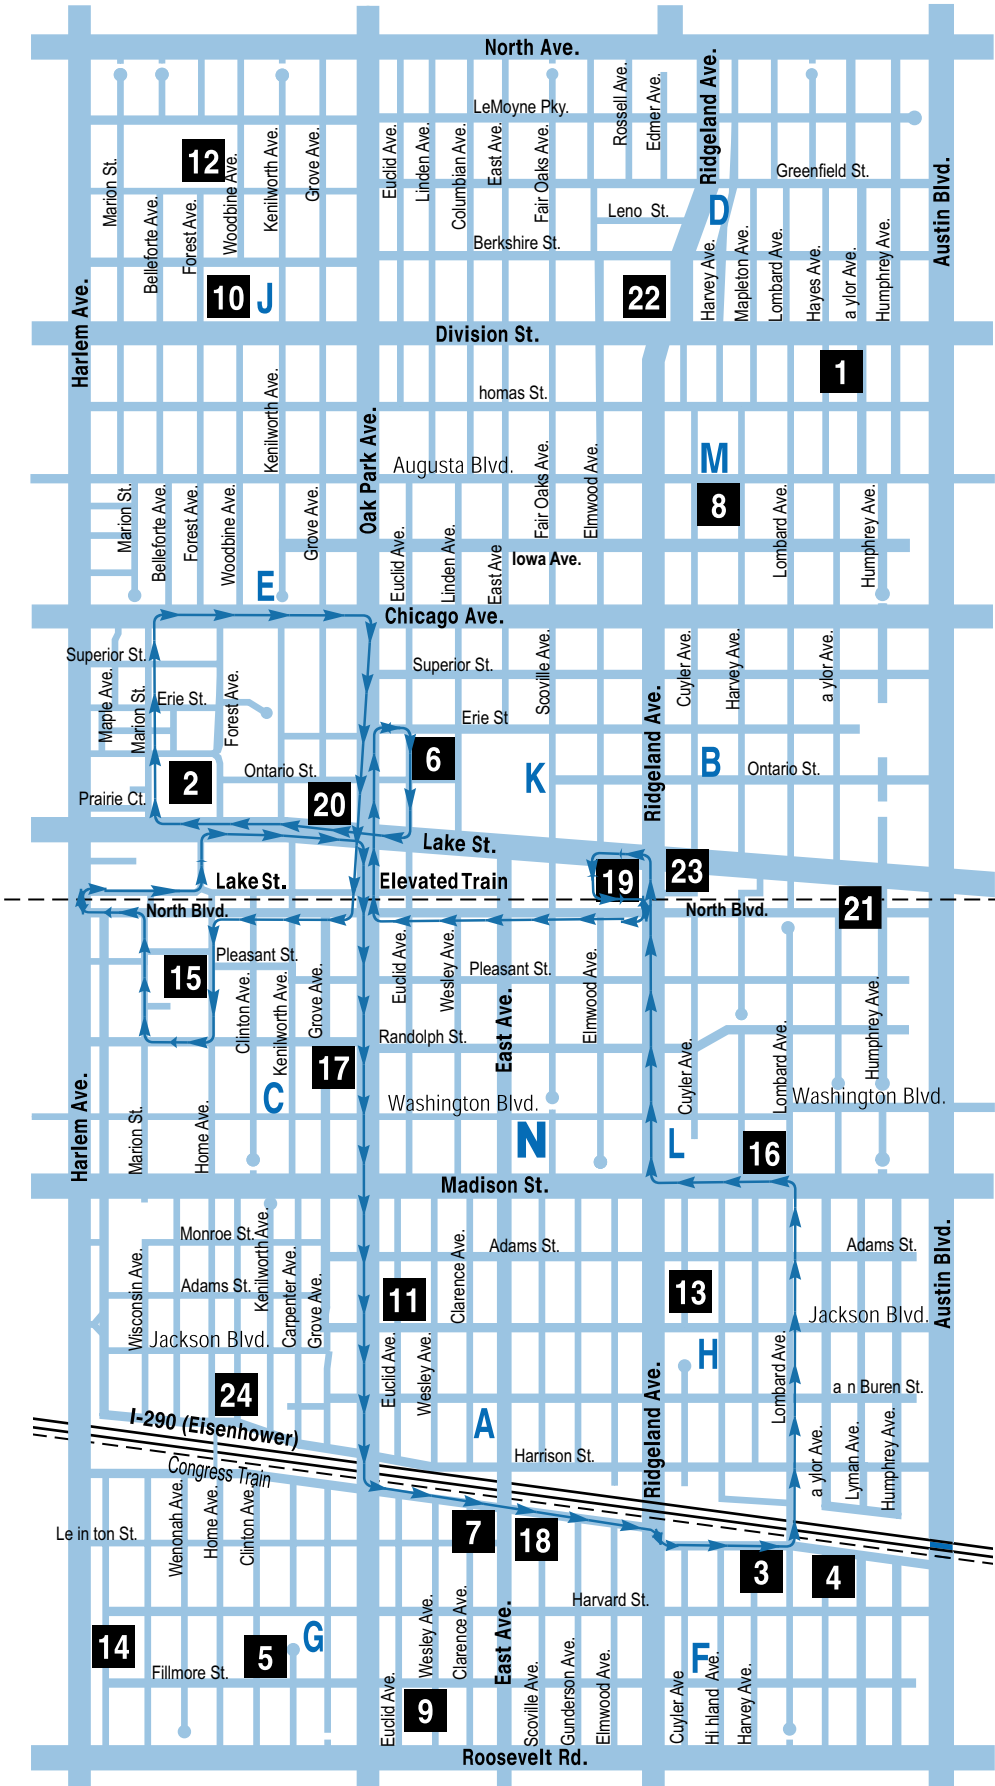 North Ave.
LeMoyne Pky.
Rossell Ave.
Edmer Ave.
Ridgeland Ave.
Austin Blvd.
12
Marion St.
Belleforte Ave.
Forest Ave.
Woodbine Ave.
Kenilworth Ave.
Grove Ave.
Euclid Ave.
Linden Ave.
Columbian Ave.
East Ave.
Fair Oaks Ave.
Greenfield St.
Leno St.
D
Berkshire St.
Harvey Ave.
Mapleton Ave.
Lombard Ave.
Hayes Ave.
a ylor Ave.
Humphrey Ave.
10
J
22
Harlem Ave.
Division St.
1
homas St.
Kenilworth Ave.
Oak Park Ave.
Augusta Blvd.
Fair Oaks Ave.
Elmwood Ave.
M
8
Marion St.
Belleforte Ave.
Forest Ave.
Woodbine Ave.
Grove Ave.
Euclid Ave.
Linden Ave.
East Ave
Iowa Ave.
Lombard Ave.
Humphrey Ave.
E
Chicago Ave.
Superior St.
Superior St.
Scoville Ave.
Cuyler Ave.
Harvey Ave.
a ylor Ave.
Maple Ave.
Marion St.
Erie St.
Forest Ave.
Erie St
Ridgeland Ave.
2
Ontario St.
6
K
B
Ontario St.
Prairie Ct.
20
Lake St.
Lake St.
Elevated Train
19
23
North Blvd.
North Blvd.
21
15
Pleasant St.
Pleasant St.
Clinton Ave.
Kenilworth Ave.
Grove Ave.
Euclid Ave.
Wesley Ave.
East Ave.
Elmwood Ave.
Randolph St.
Cuyler Ave.
Lombard Ave.
Humphrey Ave.
17
C
Washington Blvd.
Washington Blvd.
Harlem Ave.
Marion St.
Home Ave.
N
L
16
Madison St.
Monroe St.
Wisconsin Ave.
Kenilworth Ave.
Carpenter Ave.
Grove Ave.
Adams St.
Adams St.
Adams St.
Clarence Ave.
Austin Blvd.
11
13
Jackson Blvd.
Jackson Blvd.
Euclid Ave.
Wesley Ave.
H
Ridgeland Ave.
Lombard Ave.
a n Buren St.
24
I-290 (Eisenhower)
A
Harrison St.
a ylor Ave.
Lyman Ave.
Humphrey Ave.
Congress Train
Le in ton St.
Wenonah Ave.
Home Ave.
Clinton Ave.
7
18
3
4
Harvard St.
14
5
G
Wesley Ave.
Clarence Ave.
East Ave.
F
Fillmore St.
Euclid Ave.
9
Scoville Ave.
Gunderson Ave.
Elmwood Ave.
Cuyler Ave
Hi hland Ave.
Harvey Ave.
Roosevelt Rd.